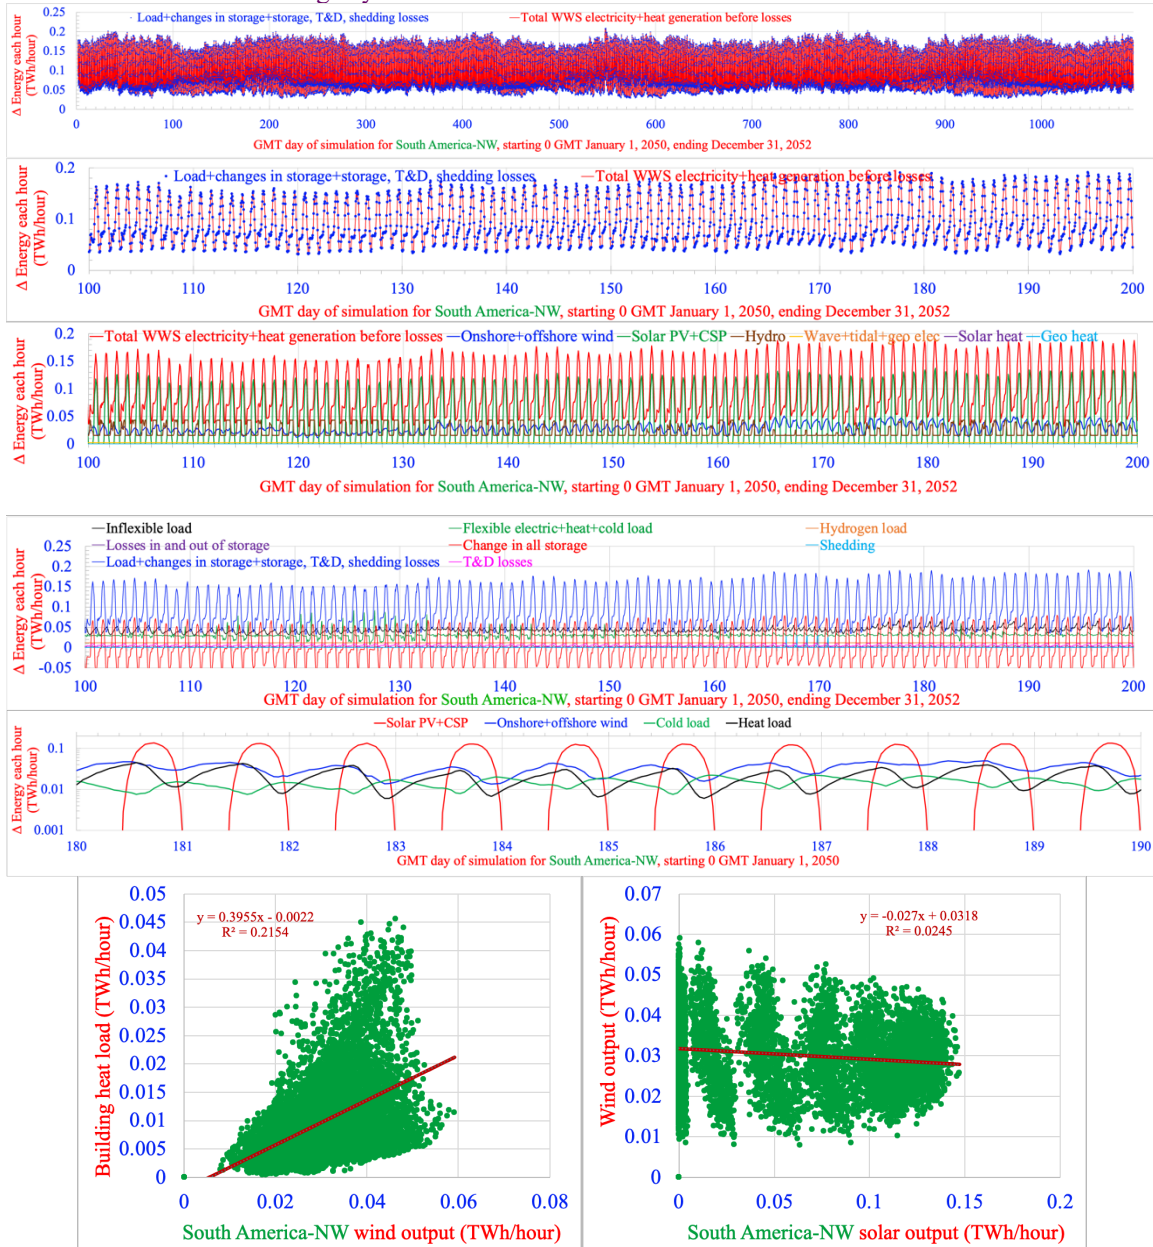 0.25
0.2
0.15
0.1
0.05
0
Δ Energy each hour
(TWh/hour)
Load+changes in storage+storage, T&D, shedding losses
Total WWS electricity+heat generation before losses
0 100 200 300 400 500 600 700 800 900 1000
GMT day of simulation for South America-NW, starting 0 GMT January 1, 2050, ending December 31, 2052
0.2
0.1
0
Δ Energy each hour
(TWh/hour)
Load+changes in storage+storage, T&D, shedding losses
Total WWS electricity+heat generation before losses
100 110 120 130 140 150 160 170 180 190 200
GMT day of simulation for South America-NW, starting 0 GMT January 1, 2050, ending December 31, 2052
0.2
0.15
0.1
0.05
0
Δ Energy each hour
(TWh/hour)
Total WWS electricity+heat generation before losses Onshore+offshore wind Solar PV+CSP Hydro Wave+tidal+geo elec Solar heat Geo heat
100 110 120 130 140 150 160 170 180 190 200
GMT day of simulation for South America-NW, starting 0 GMT January 1, 2050, ending December 31, 2052
Inflexible load Flexible electric+heat+cold load Hydrogen load
Losses in and out of storage Change in all storage Shedding
Load+changes in storage+storage, T&D, shedding losses T&D losses
0.25
0.2
0.15
0.1
0.05
0
-0.05
Δ Energy each hour
(TWh/hour)
100 110 120 130 140 150 160 170 180 190 200
GMT day of simulation for South America-NW, starting 0 GMT January 1, 2050, ending December 31, 2052
Solar PV+CSP Onshore+offshore wind Cold load Heat load
0.1
0.01
0.001
Δ Energy each hour
(TWh/hour)
180 181 182 183 184 185 186 187 188 189 190
GMT day of simulation for South America-NW, starting 0 GMT January 1, 2050
0.05
0.045
0.04
0.035
0.03
0.025
0.02
0.015
0.01
0.005
0
Building heat load (TWh/hour)
y = 0.3955x - 0.0022
R² = 0.2154
0 0.02 0.04 0.06 0.08
South America-NW wind output (TWh/hour)
0.07
0.06
0.05
0.04
0.03
0.02
0.01
0
Wind output (TWh/hour)
y = -0.027x + 0.0318
R² = 0.0245
0 0.05 0.1 0.15 0.2
South America-NW solar output (TWh/hour)